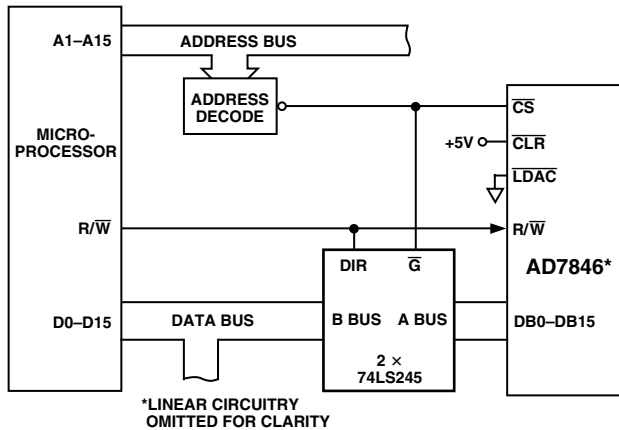 A1–A15
ADDRESS BUS
ADDRESS
DECODE
MICRO-
PROCESSOR
CS
+5V
CLR
LDAC
R/W
R/W
DIR
G
AD7846*
D0–D15
DATA BUS
B BUS
A BUS
DB0–DB15
2 ×
74LS245
*LINEAR CIRCUITRY
OMITTED FOR CLARITY